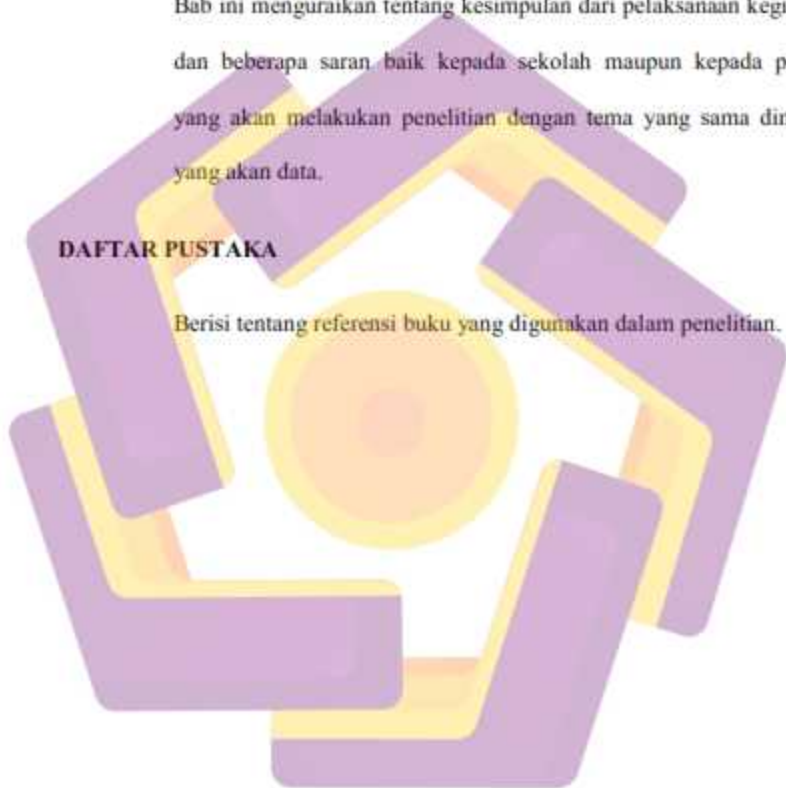 Bab ini menguraikan tentang kesimpulan dari pelaksanaan
dan beberapa saran baik kepada sekolah maupun kepada
yang akan melakukan penelitian dengan tema yang sama
yang akan data.
DAFTAR PUSTAKA
Berisi tentang referensi buku yang digunakan dalam penelitian.